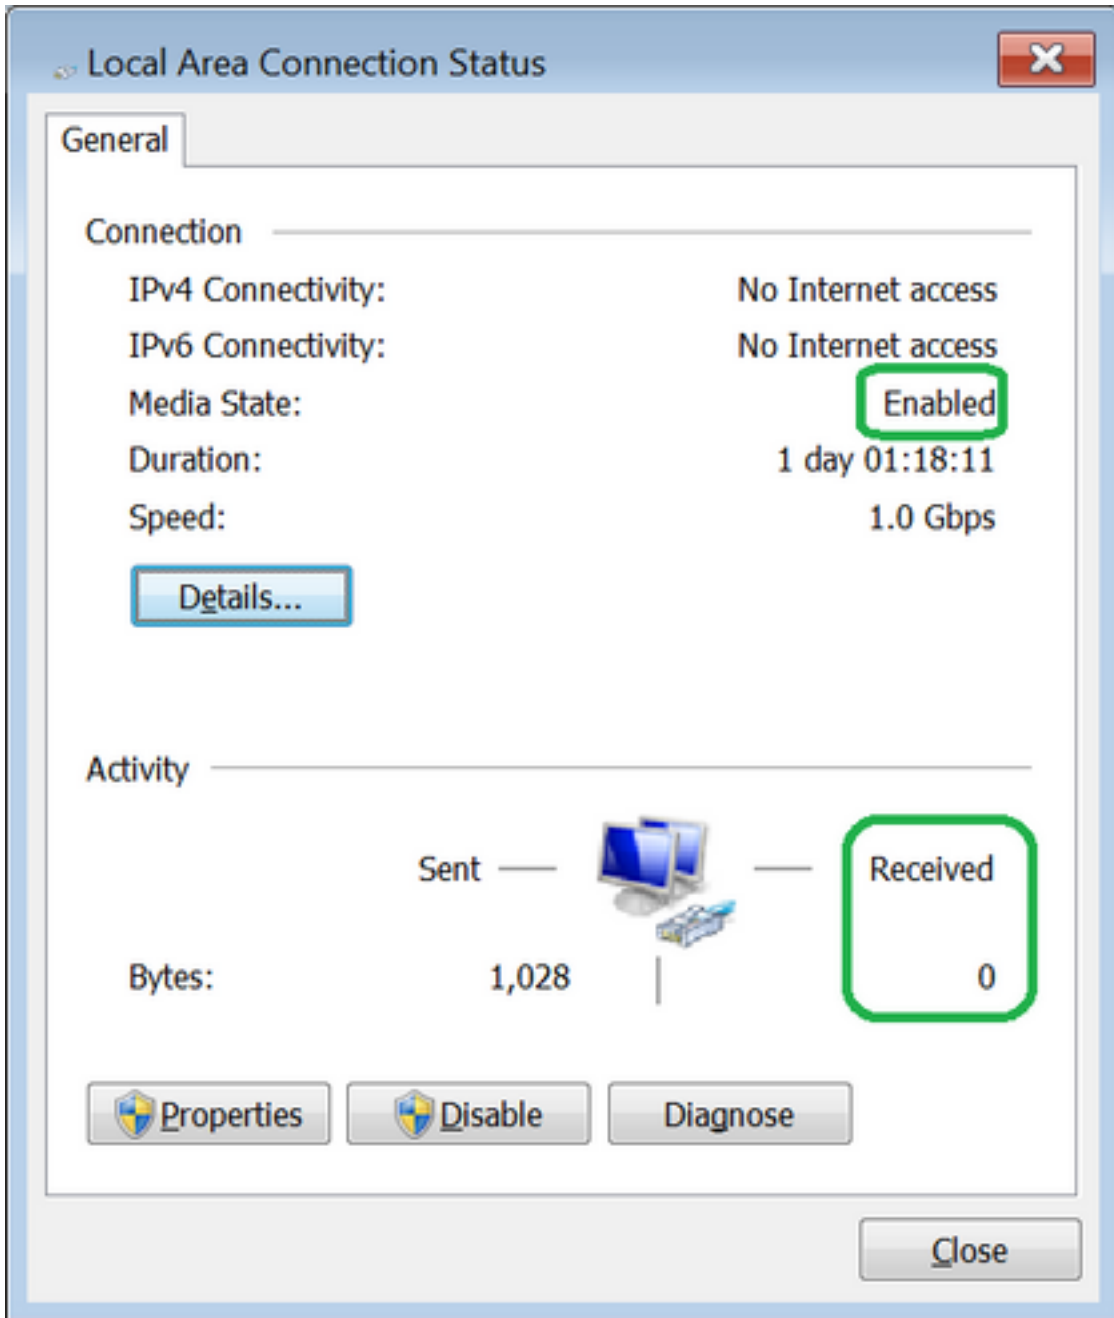 Local Area Connection Status
General
Connection
IPv4 Connectivity: No Internet access
IPv6 Connectivity: No Internet access
Media State: Enabled
Duration: 1 day 01:18:11
Speed: 1.0 Gbps
Details...
Activity
Sent Received
Bytes: 1,028 0
Properties Disable Diagnose
Close